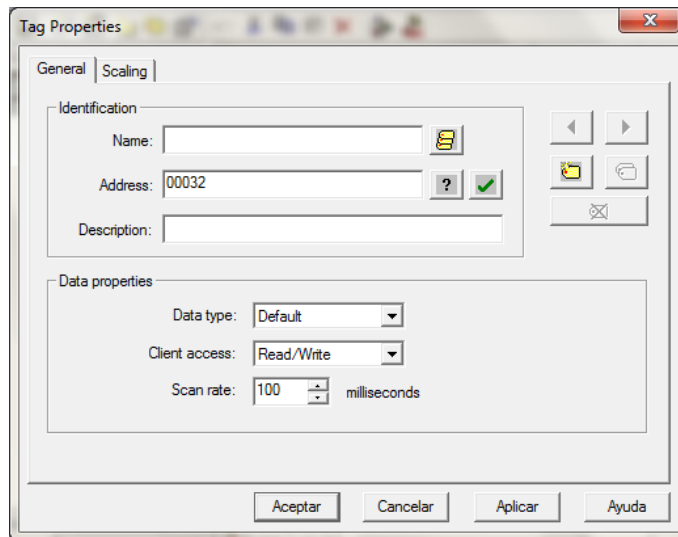 Tag Properties
General Scaling
Identification
Name:
Address: 00032 ?
Description:
Data properties
Data type: Default
Client access: Read/Write
Scan rate: 100 milliseconds
Aceptar Cancelar Aplicar Ayuda